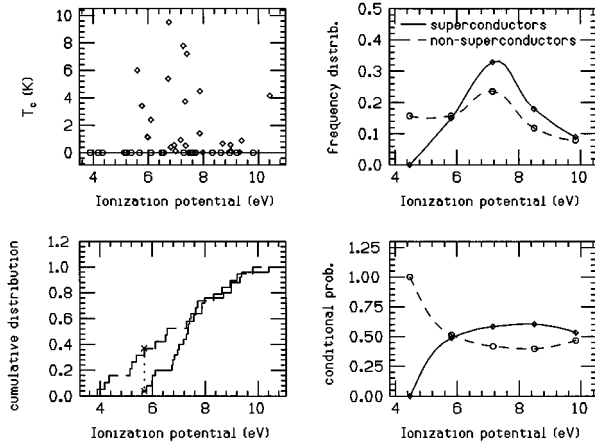 10
8
6
4
2
0
T_c (K)
4 6 8 10
Ionization potential (eV)
superconductors
non-superconductors
0.5
0.4
0.3
0.2
0.1
0.0
frequency distrib.
4 6 8 10
Ionization potential (eV)
1.2
1.0
0.8
0.6
0.4
0.2
0.0
cumulative distribution
4 6 8 10
Ionization potential (eV)
1.25
1.00
0.75
0.50
0.25
0.00
conditional prob.
4 6 8 10
Ionization potential (eV)